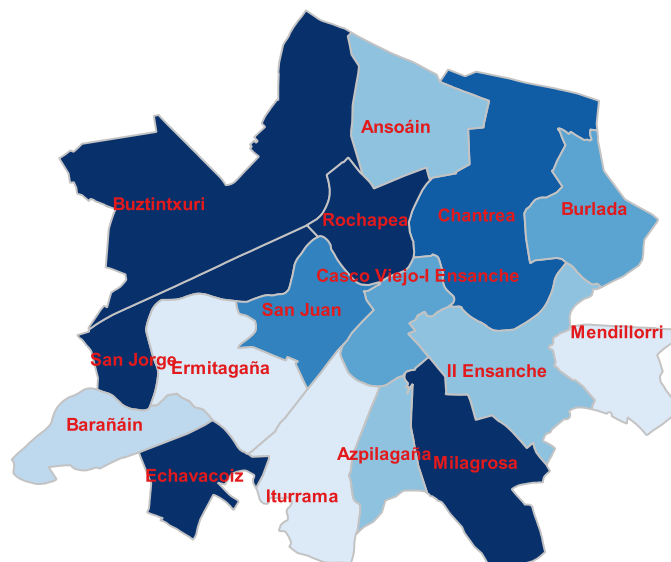 Ansoáin
Buztintxuri
Rochapea
Chantrea
Burlada
Casco Viejo-I Ensanche
San Juan
Mendillorri
San Jorge
Ermitagaña
II Ensanche
Barañáin
Azpilagaña
Milagrosa
Echavacoiz
Iturrama